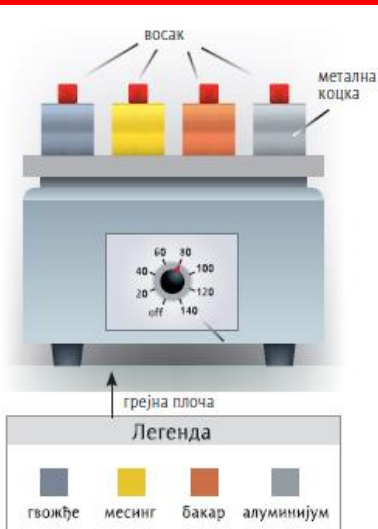 восак
метална
коцка
60 80
40 100
20 120
off 140
грејна плоча
Легенда
гвожђе месинг бакар алуминијум